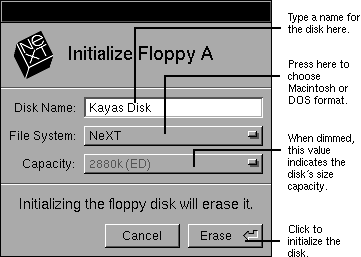 NeXT
Initialize Floppy A
Disk Name: Kayas Disk
File System: NeXT
Capacity: 2880k (ED)
Initializing the floppy disk will erase it.
Cancel
Erase
Type a name for
the disk here.
Press here to
choose
Macintosh or
DOS format.
When dimmed,
this value
indicates the
disk's size
capacity.
Click to
initialize the
disk.